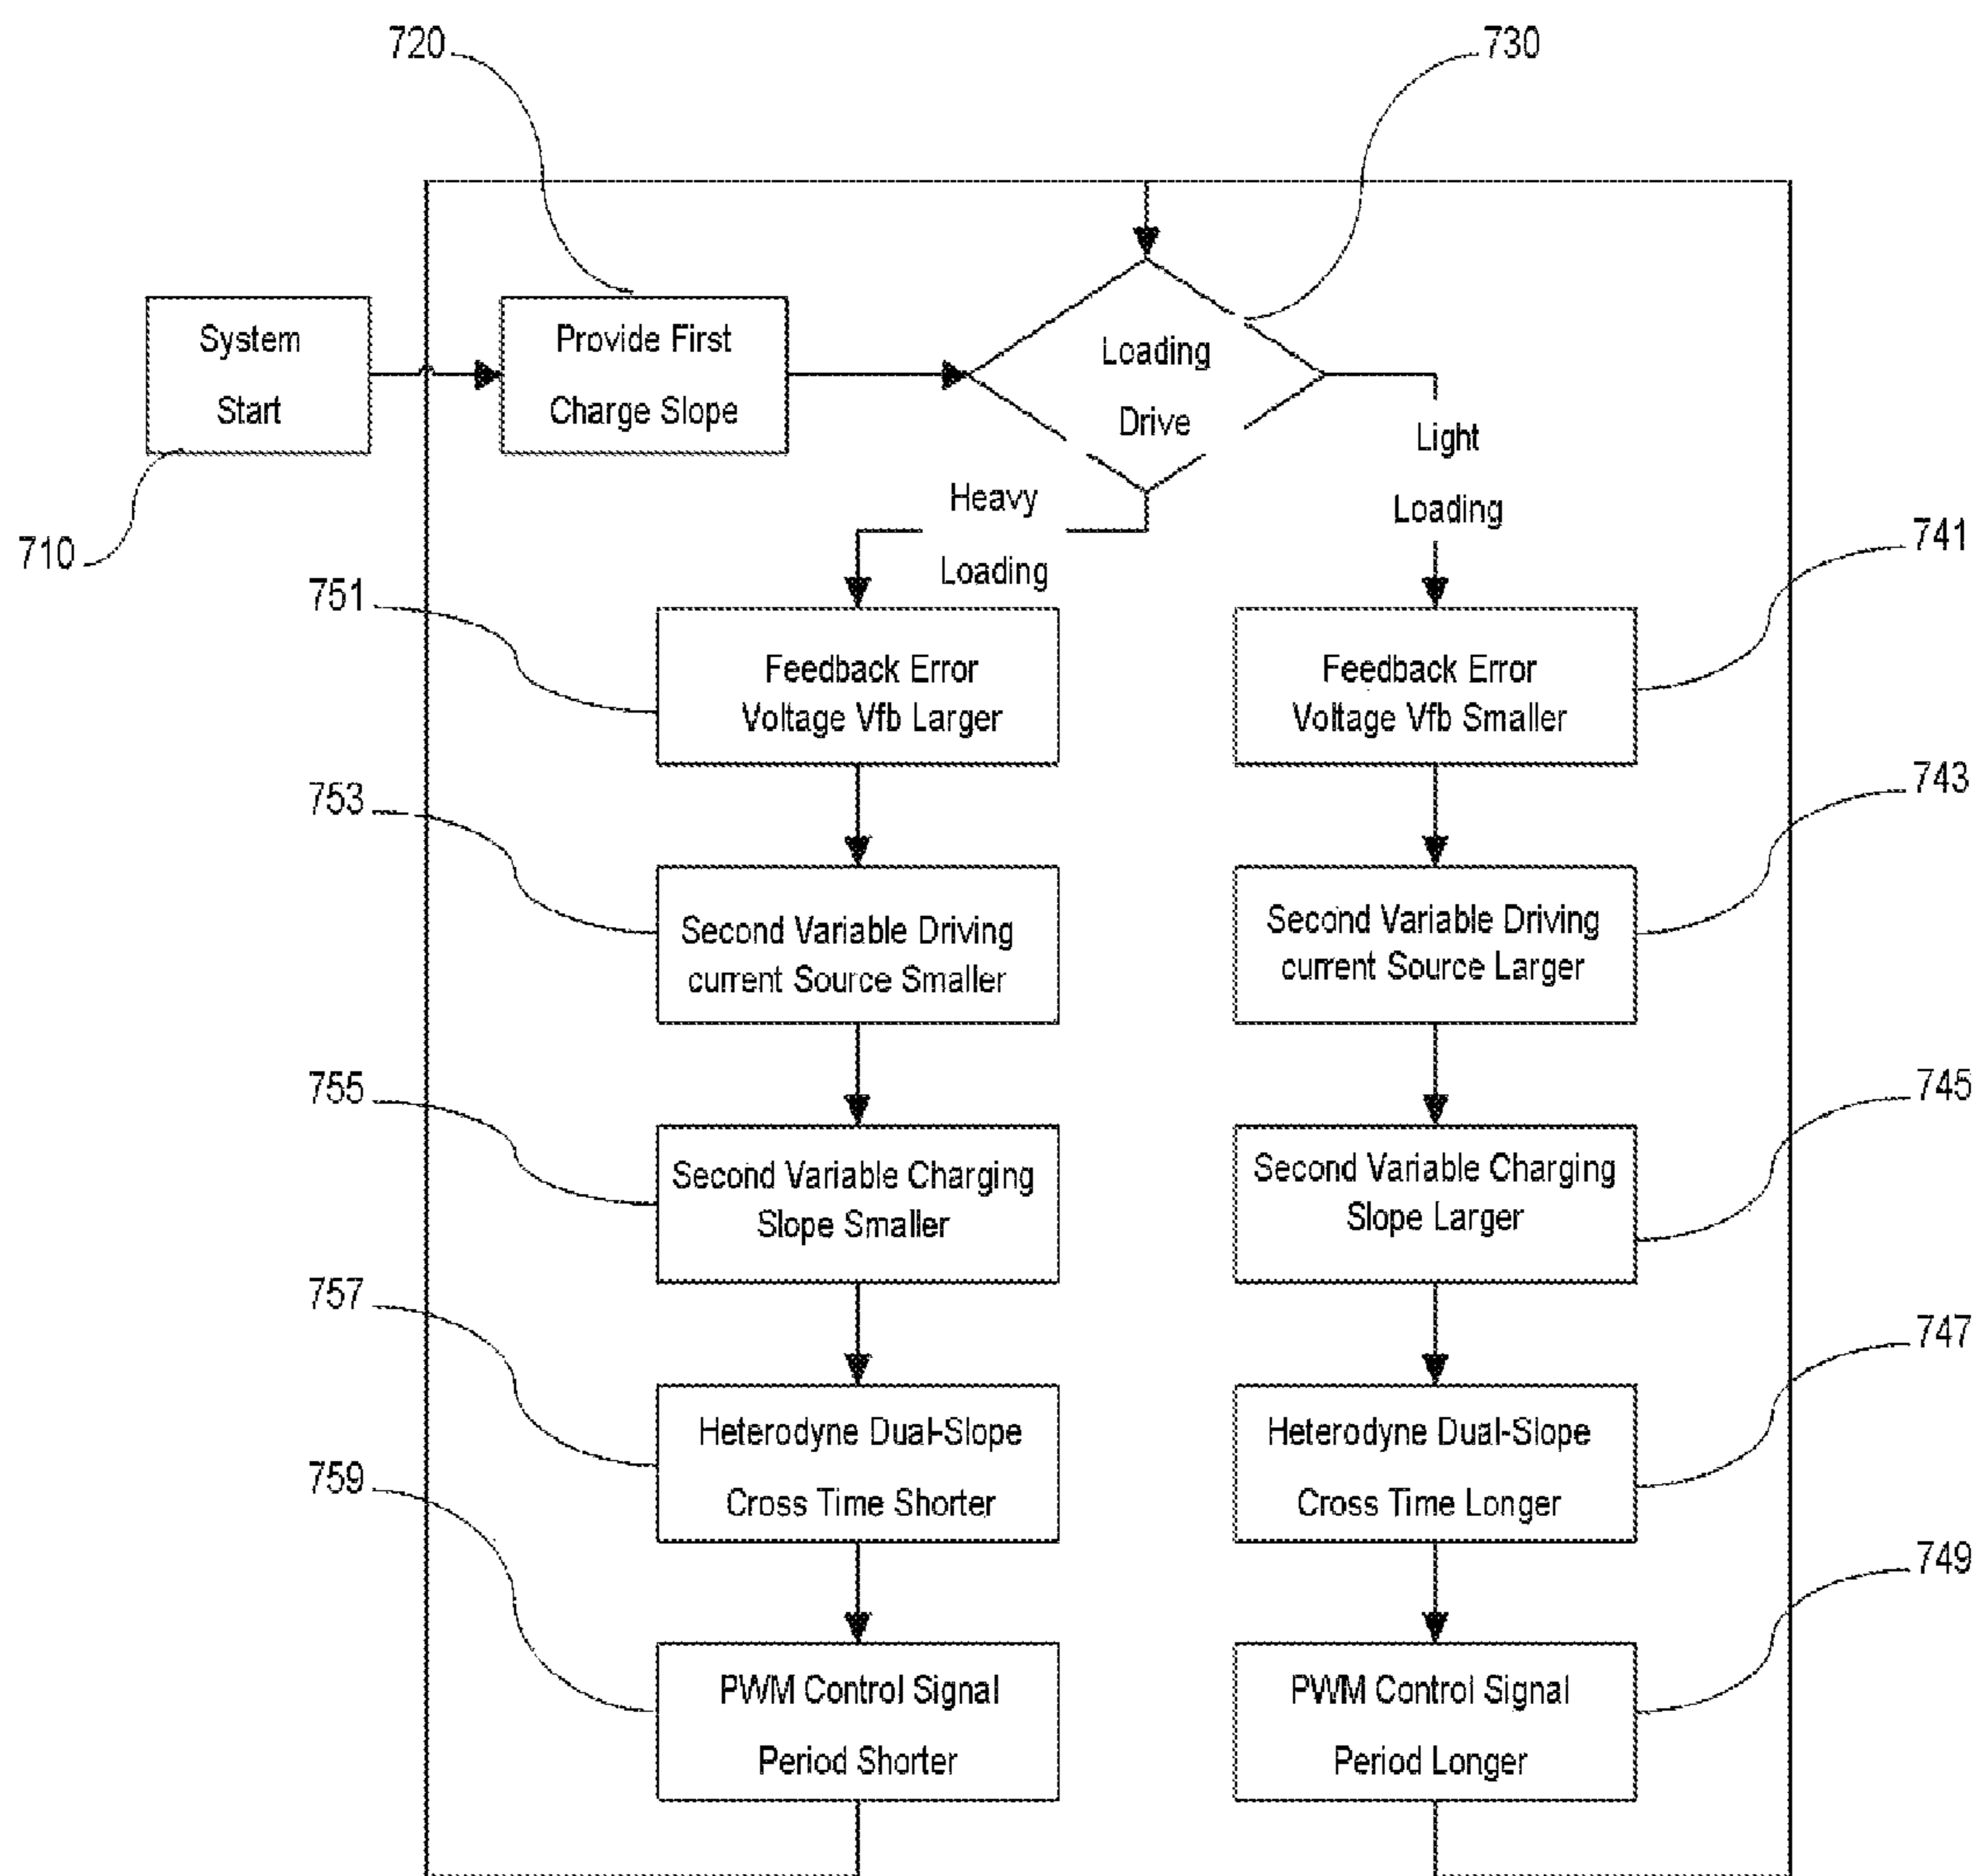 720
730
System
Start
Provide First
Charge Slope
Loading
Drive
Light
Loading
Heavy
Loading
710
741
751
Feedback Error
Voltage Vfb Larger
Feedback Error
Voltage Vfb Smaller
753
743
Second Variable Driving
current Source Smaller
Second Variable Driving
current Source Larger
755
745
Second Variable Charging
Slope Smaller
Second Variable Charging
Slope Larger
757
747
Heterodyne Dual-Slope
Cross Time Shorter
Heterodyne Dual-Slope
Cross Time Longer
759
749
PWM Control Signal
Period Shorter
PWM Control Signal
Period Longer